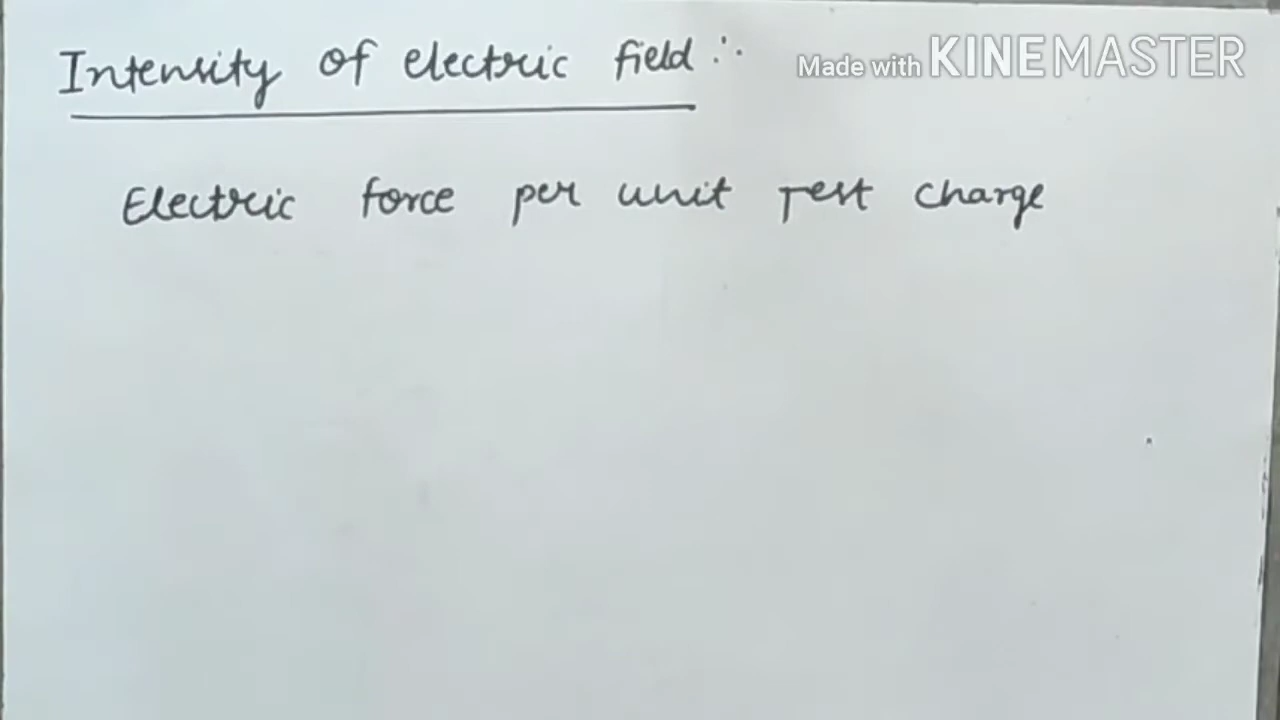 Intensity of electric field :-
Made with KINEMASTER
Electric force per unit Test charge